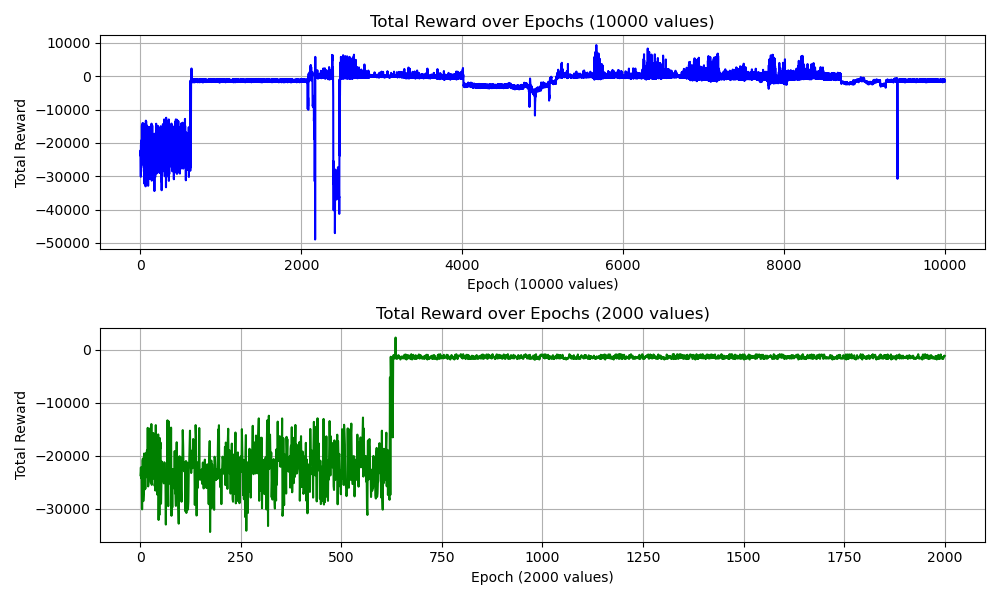 Total Reward over Epochs (10000 values)
10000
0
−10000
−20000
−30000
−40000
−50000
Total Reward
0 2000 4000 6000 8000 10000
Epoch (10000 values)
Total Reward over Epochs (2000 values)
0
−10000
−20000
−30000
Total Reward
0 250 500 750 1000 1250 1500 1750 2000
Epoch (2000 values)